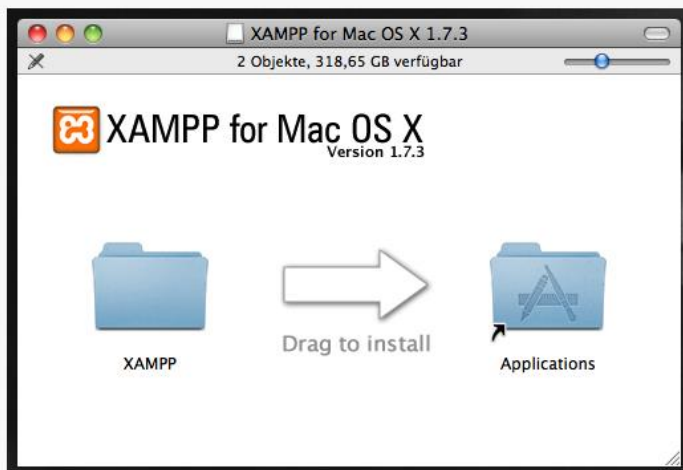 XAMPP for Mac OS X 1.7.3
2 Objekte, 318,65 GB verfügbar
XAMPP for Mac OS X
Version 1.7.3
Drag to install
XAMPP
Applications